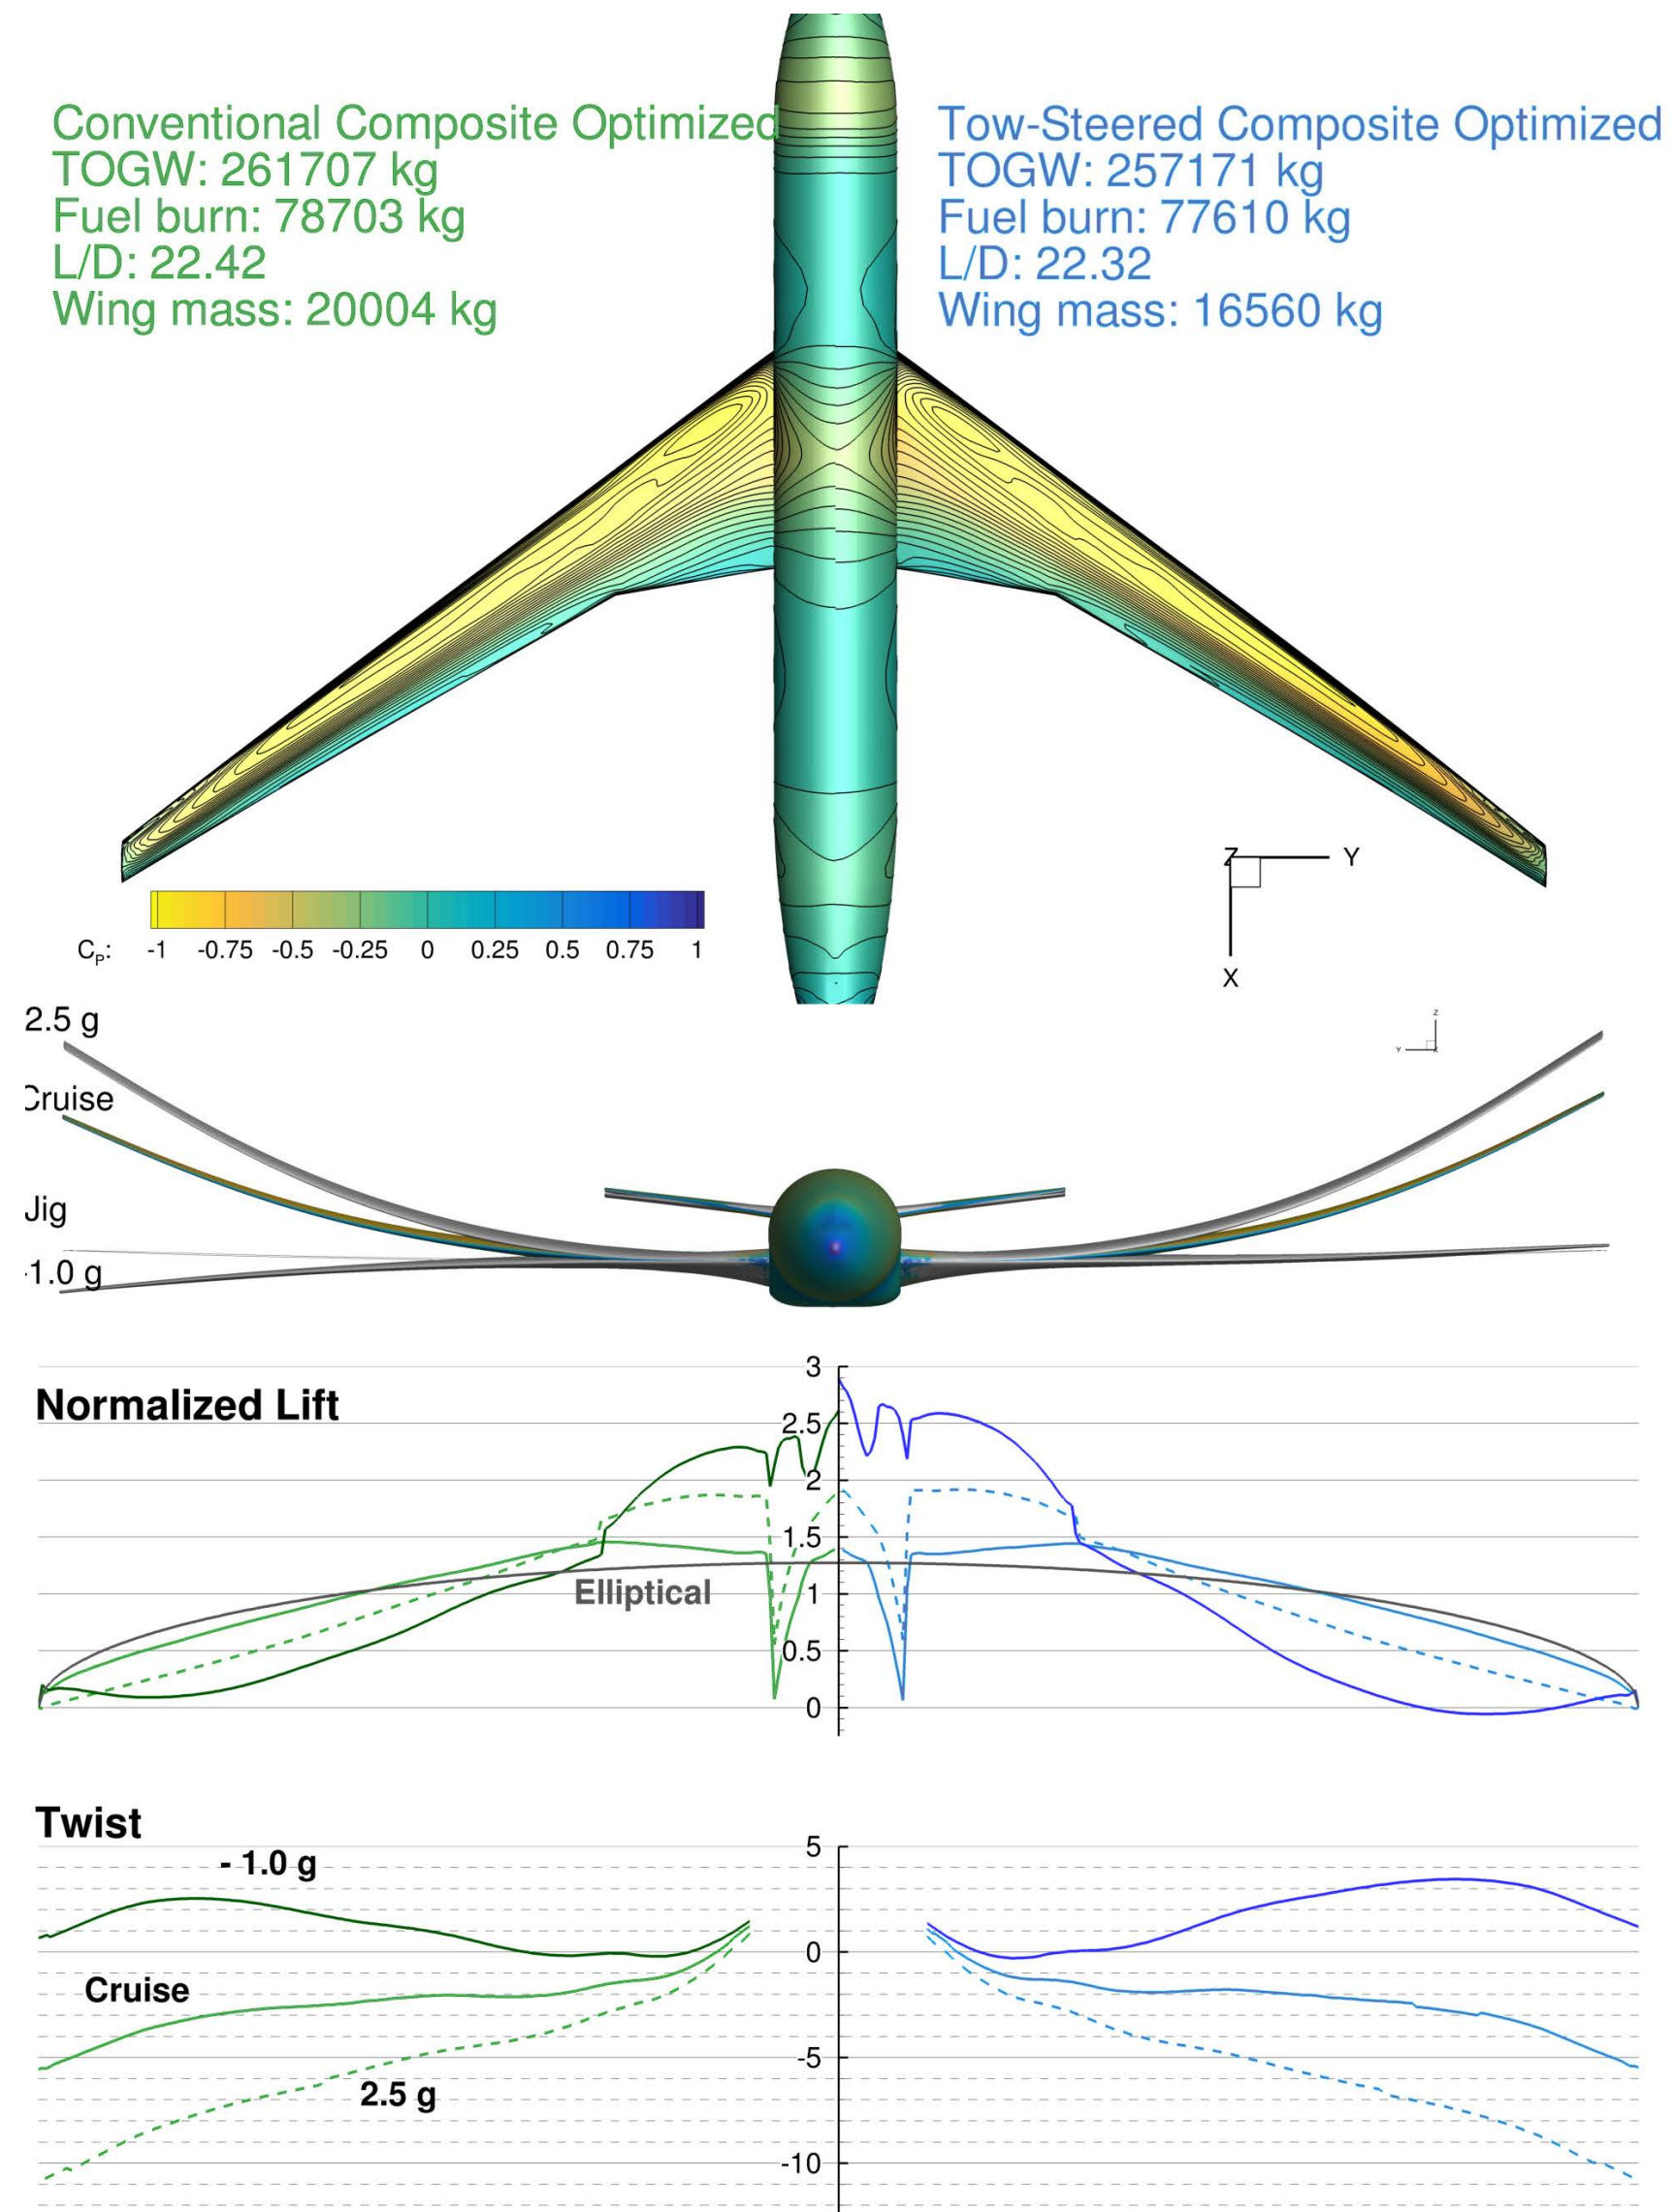 Conventional Composite Optimized
TOGW: 261707 kg
Fuel burn: 78703 kg
L/D: 22.42
Wing mass: 20004 kg
Tow-Steered Composite Optimized
TOGW: 257171 kg
Fuel burn: 77610 kg
L/D: 22.32
Wing mass: 16560 kg
Z Y
X
CP: -1 -0.75 -0.5 -0.25 0 0.25 0.5 0.75 1
2.5 g
Z
Y
Cruise
Jig
-1.0 g
Normalized Lift
3
2.5
2
1.5
Elliptical
1
0.5
0
Twist
5
- 1.0 g
0
Cruise
-5
2.5 g
-10